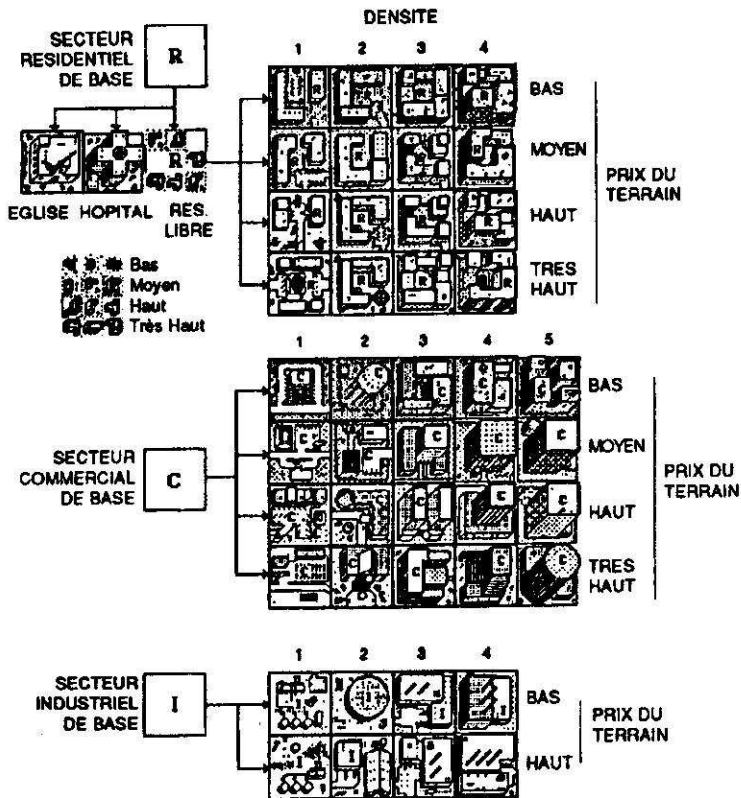 DENSITE
SECTEUR
RESIDENTIEL
DE BASE
R
1 2 3 4
BAS
MOYEN
HAUT
TRES
HAUT
PRIX DU
TERRAIN
EGLISE HOPITAL RES.
LIBRE
R
Bas
Moyen
Haut
Très Haut
1 2 3 4 5
SECTEUR
COMMERCIAL
DE BASE
C
BAS
MOYEN
HAUT
TRES
HAUT
PRIX DU
TERRAIN
1 2 3 4
SECTEUR
INDUSTRIEL
DE BASE
I
BAS
HAUT
PRIX DU
TERRAIN